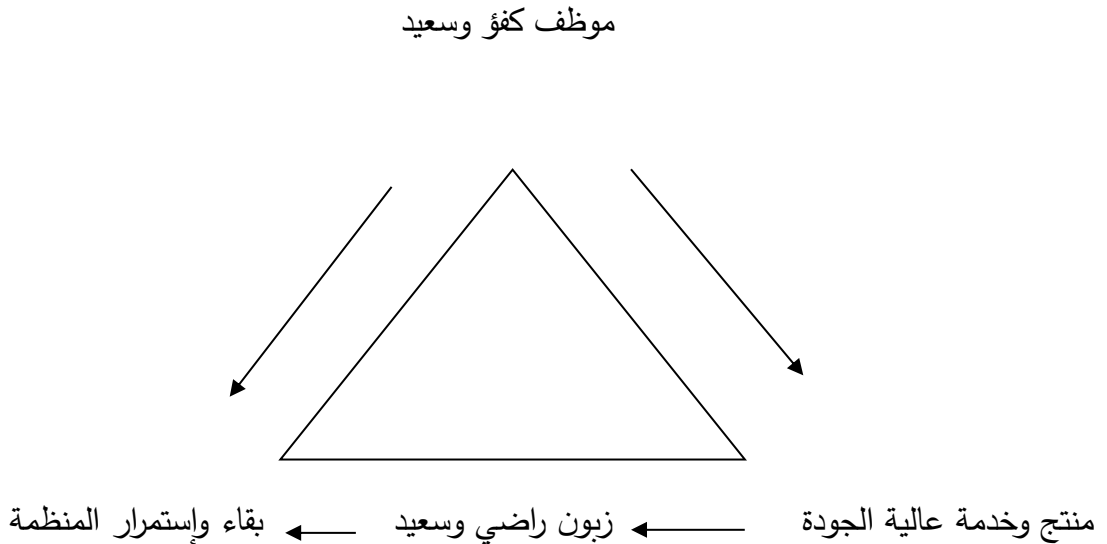 موظف كفؤ وسعيد
منتج وخدمة عالية الجودة زبون راضي وسعيد بقاء وإستمرار المنظمة